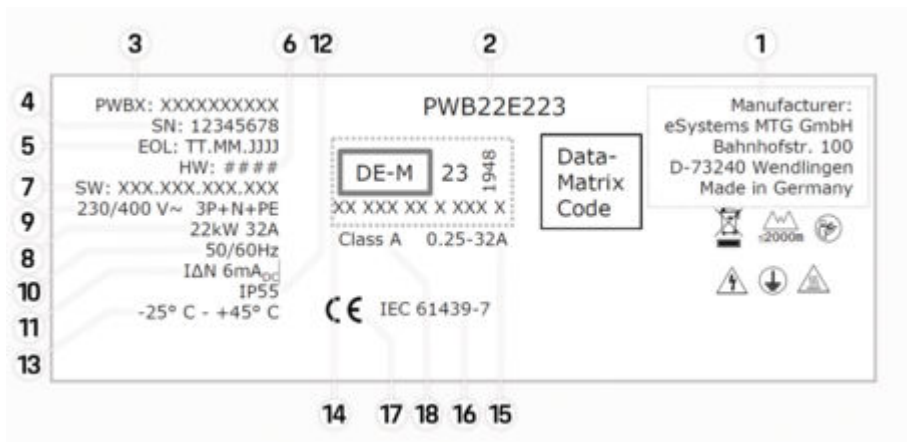 3 6 12 2 1
4
5
7
9
8
10
11
13
PWBX: XXXXXXXXXX
SN: 12345678
EOL: TT.MM.JJJJ
HW: ####
SW: XXX.XXX.XXX.XXX
230/400 V~ 3P+N+PE
22kW 32A
50/60Hz
IΔN 6mADC
IP55
-25° C - +45° C
PWB22E223
DE-M 23 1948
XX XXX XX X XXX X
Class A 0.25-32A
CE IEC 61439-7
Data-
Matrix
Code
Manufacturer:
eSystems MTG GmbH
Bahnhofstr. 100
D-73240 Wendlingen
Made in Germany
≤2000m
14 17 18 16 15